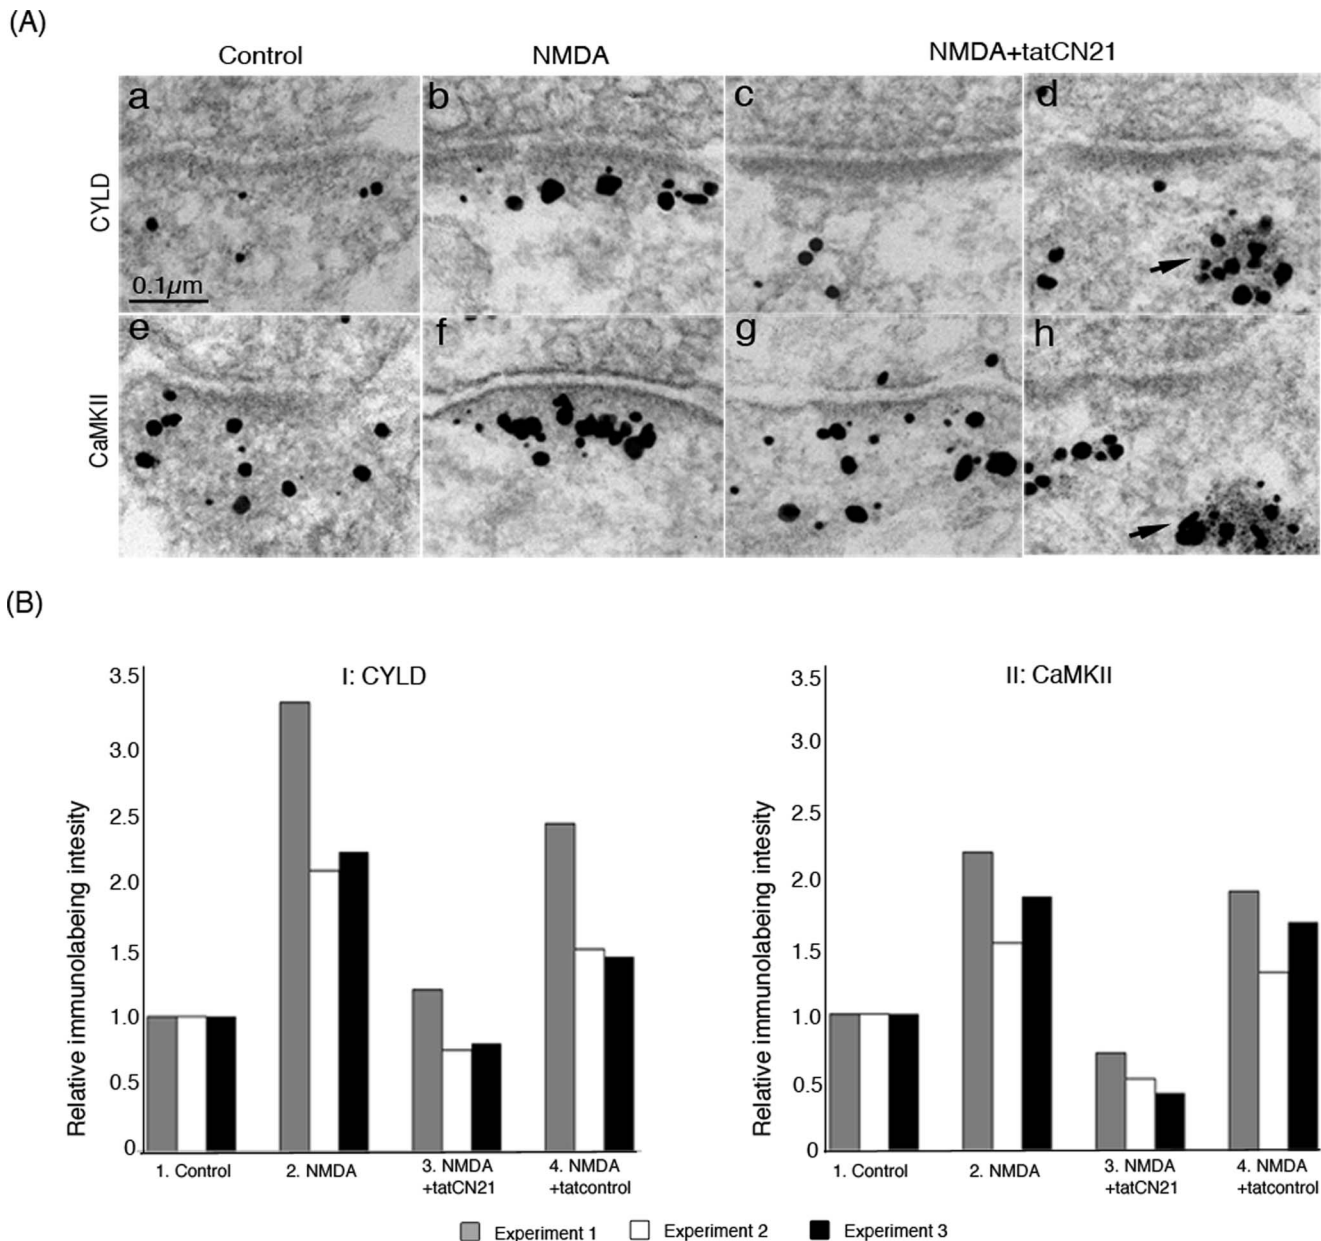 (A)
Control
NMDA
NMDA+tatCN21
CYLD
a
b
c
d
0.1µm
CaMKII
e
f
g
h
(B)
I: CYLD
Relative immunolabeing intesity
3.5
3.0
2.5
2.0
1.5
1.0
0.5
0
1. Control
2. NMDA
3. NMDA
+tatCN21
4. NMDA
+tatcontrol
II: CaMKII
Relative immunolabeing intesity
3.5
3.0
2.5
2.0
1.5
1.0
0.5
0
1. Control
2. NMDA
3. NMDA
+tatCN21
4. NMDA
+tatcontrol
Experiment 1
Experiment 2
Experiment 3